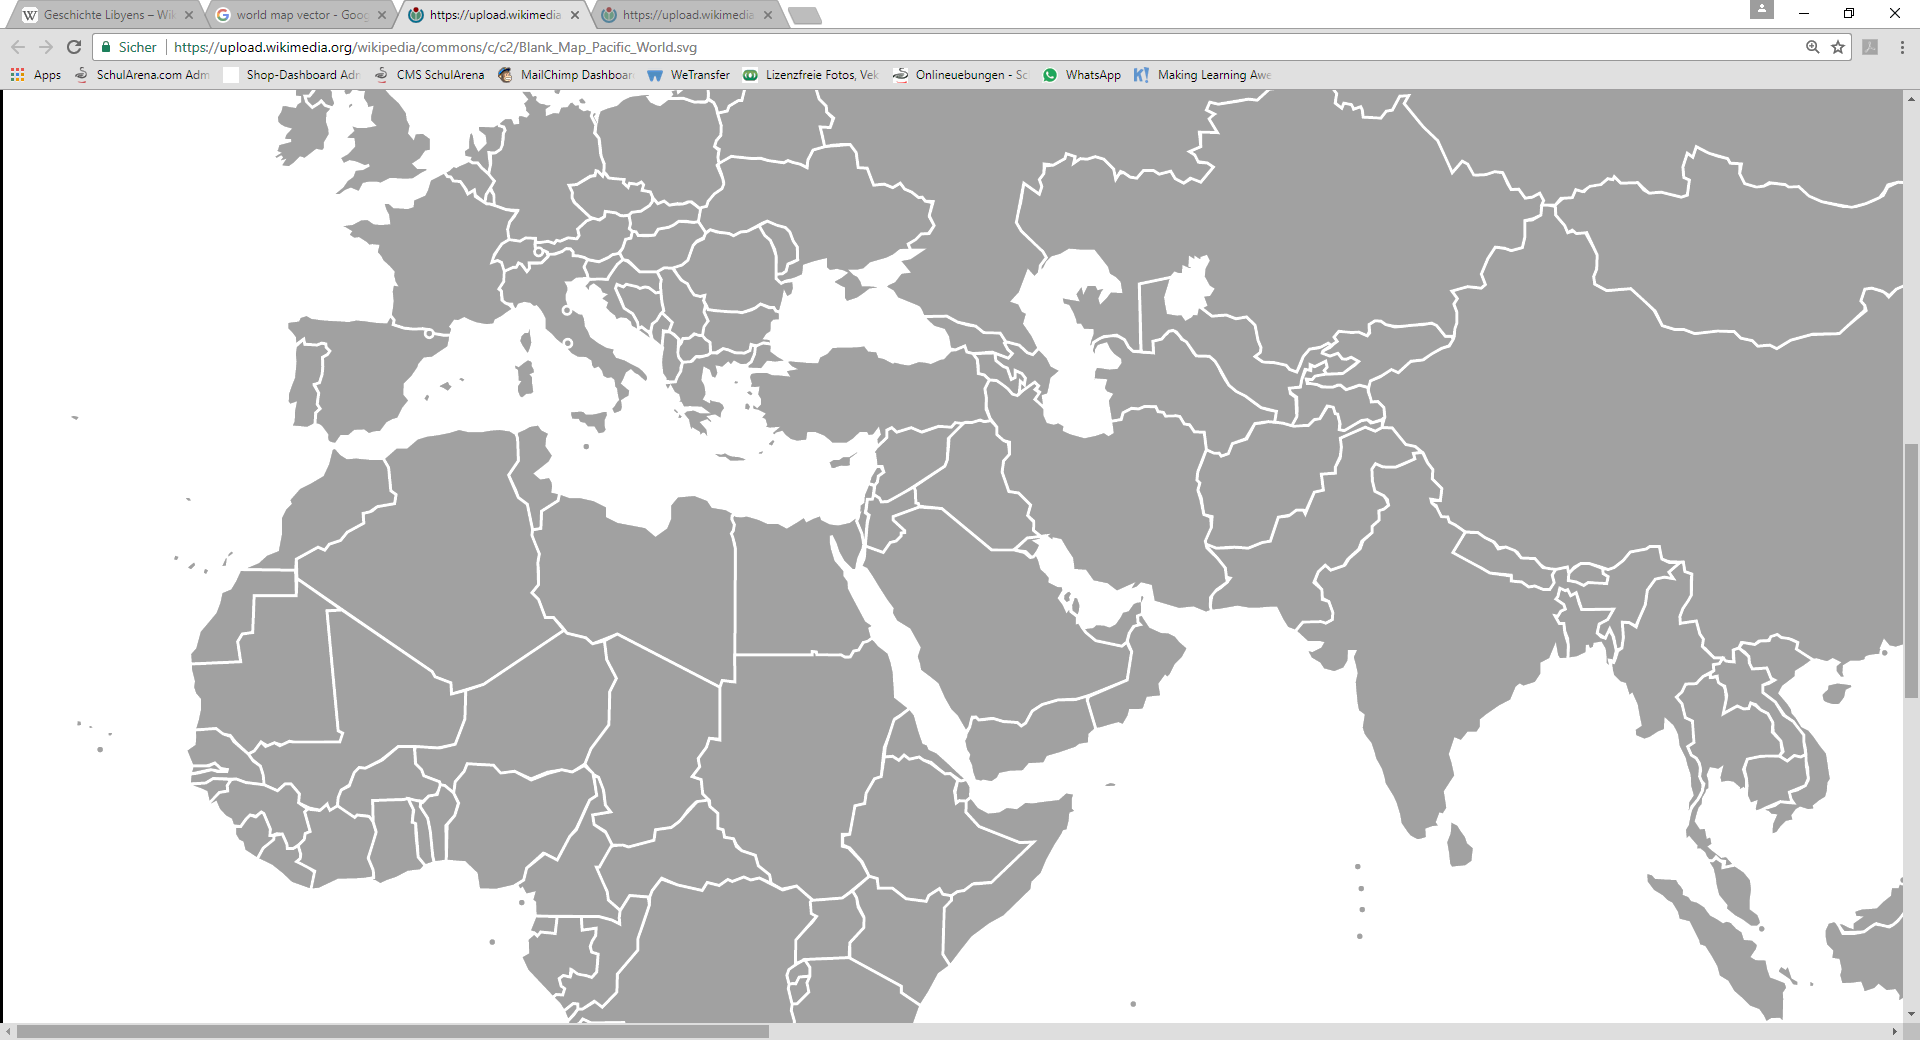 Geschichte Libyens – Wik
world map vector - Goog
https://upload.wikimedia
https://upload.wikimedia
Sicher
https://upload.wikimedia.org/wikipedia/commons/c/c2/Blank_Map_Pacific_World.svg
Apps
SchulArena.com Adm
Shop-Dashboard Adm
CMS SchulArena
MailChimp Dashboar
WeTransfer
Lizenzfreie Fotos, Vek
Onlineuebungen - Sc
WhatsApp
K!
Making Learning Awe